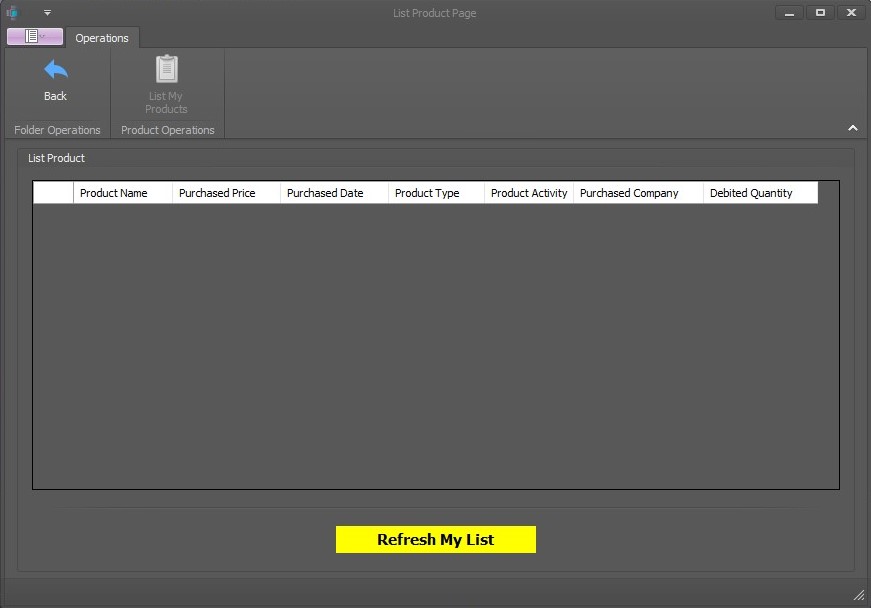 List Product Page
Operations
Back
List My
Products
Folder Operations
Product Operations
List Product
Product Name
Purchased Price
Purchased Date
Product Type
Product Activity
Purchased Company
Debited Quantity
Refresh My List